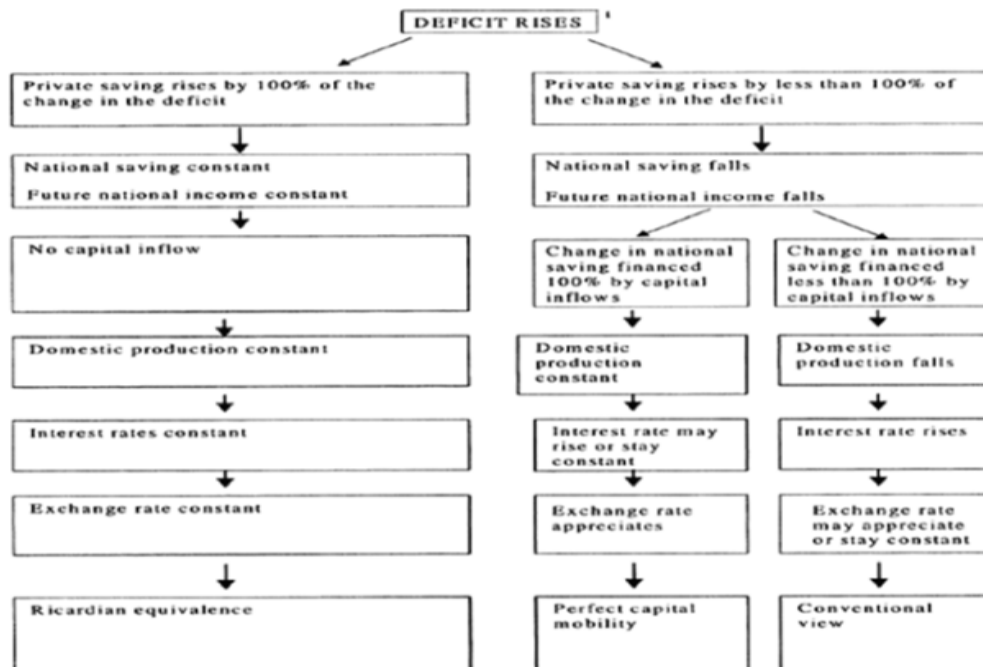 DEFICIT RISES 1
Private saving rises by 100% of the
change in the deficit
Private saving rises by less than 100% of
the change in the deficit
National saving constant
Future national income constant
National saving falls
Future national income falls
No capital inflow
Change in national
saving financed
100% by capital
inflows
Change in national
saving financed
less than 100% by
capital inflows
Domestic production constant
Domestic
production
constant
Domestic
production falls
Interest rates constant
Interest rate may
rise or stay
constant
Interest rate rises
Exchange rate constant
Exchange rate
appreciates
Exchange rate
may appreciate
or stay constant
Ricardian equivalence
Perfect capital
mobility
Conventional
view